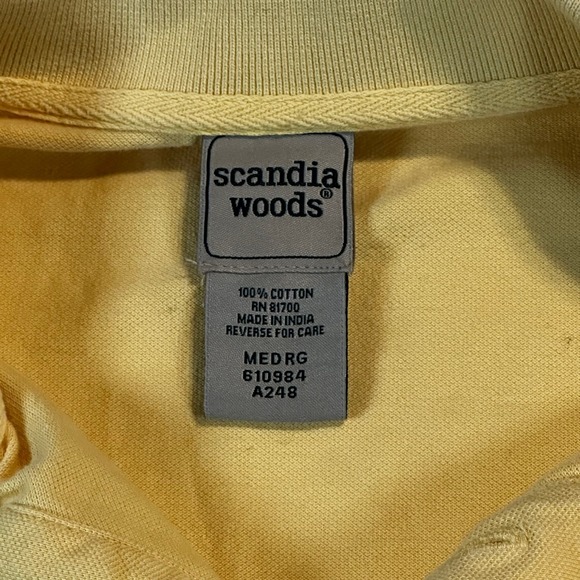 scandia
woods®
100% COTTON
RN 81700
MADE IN INDIA
REVERSE FOR CARE
MED RG
610984
A248